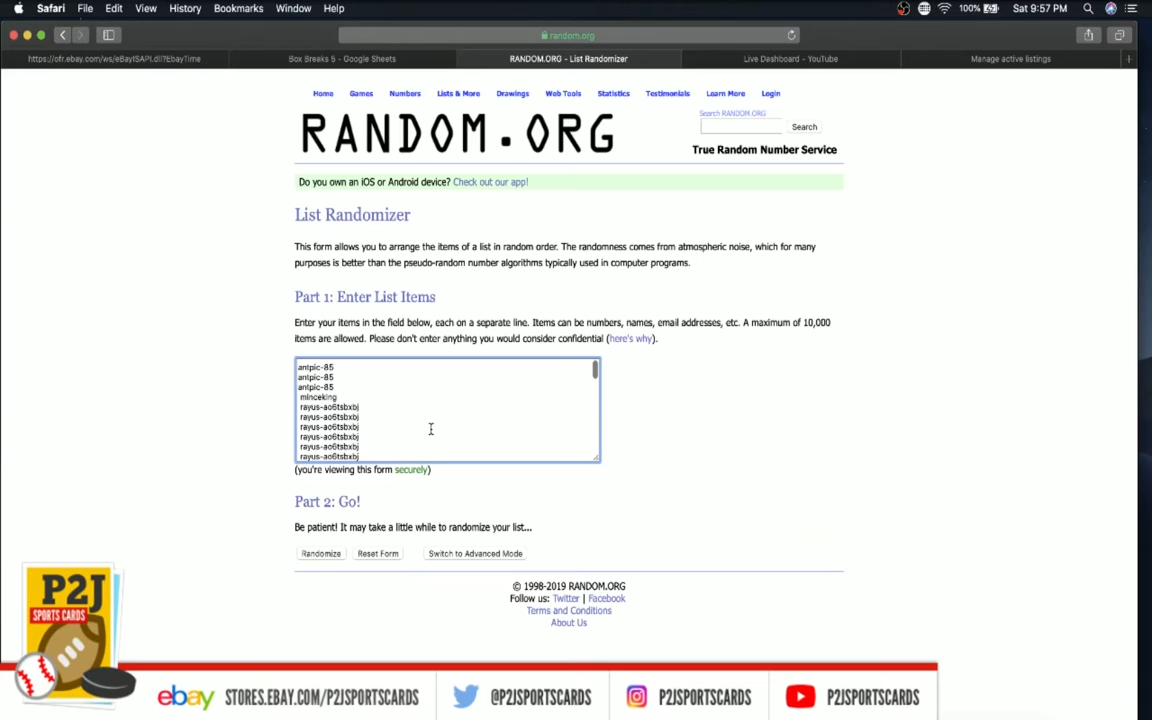 Safari File Edit View History Bookmarks Window Help 100% Sat 9:57 PM
random.org
https://ofr.ebay.com/ws/eBayISAPI.dll?EbayTime Box Breaks 5 - Google Sheets RANDOM.ORG - List Randomizer Live Dashboard - YouTube Manage active listings
Home Games Numbers Lists & More Drawings Web Tools Statistics Testimonials Learn More Login
RANDOM.ORG
Search RANDOM.ORG
Search
True Random Number Service
Do you own an iOS or Android device? Check out our app!
List Randomizer
This form allows you to arrange the items of a list in random order. The randomness comes from atmospheric noise, which for many
purposes is better than the pseudo-random number algorithms typically used in computer programs.
Part 1: Enter List Items
Enter your items in the field below, each on a separate line. Items can be numbers, names, email addresses, etc. A maximum of 10,000
items are allowed. Please don't enter anything you would consider confidential (here's why).
antpic-85
antpic-85
antpic-85
minceking
rayus-ao6tsbxbj
rayus-ao6tsbxbj
rayus-ao6tsbxbj
rayus-ao6tsbxbj
rayus-ao6tsbxbj
rayus-ao6tsbxbj
(you're viewing this form securely)
Part 2: Go!
Be patient! It may take a little while to randomize your list...
Randomize Reset Form Switch to Advanced Mode
© 1998-2019 RANDOM.ORG
Follow us: Twitter | Facebook
Terms and Conditions
About Us
P2J
SPORTS CARDS
ebay STORES.EBAY.COM/P2JSPORTSCARDS @P2JSPORTSCARDS P2JSPORTSCARDS P2JSPORTSCARDS